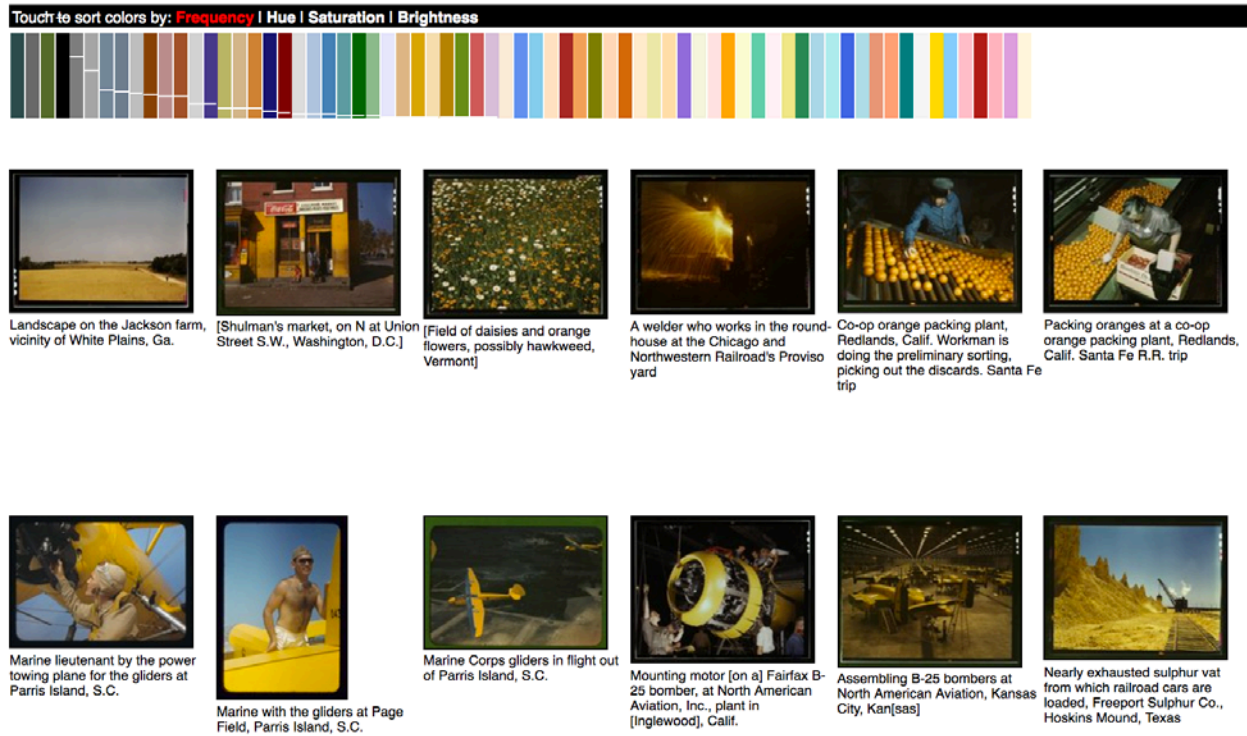 Touch to sort colors by: Frequency | Hue | Saturation | Brightness
Landscape on the Jackson farm,
vicinity of White Plains, Ga.
[Shulman's market, on N at Union
Street S.W., Washington, D.C.]
[Field of daisies and orange
flowers, possibly hawkweed,
Vermont]
A welder who works in the round-
house at the Chicago and
Northwestern Railroad's Proviso
yard
Co-op orange packing plant,
Redlands, Calif. Workman is
doing the preliminary sorting,
picking out the discards. Santa Fe
trip
Packing oranges at a co-op
orange packing plant, Redlands,
Calif. Santa Fe R.R. trip
Marine lieutenant by the power
towing plane for the gliders at
Parris Island, S.C.
Marine with the gliders at Page
Field, Parris Island, S.C.
Marine Corps gliders in flight out
of Parris Island, S.C.
Mounting motor [on a] Fairfax B-
25 bomber, at North American
Aviation, Inc., plant in
[Inglewood], Calif.
Assembling B-25 bombers at
North American Aviation, Kansas
City, Kan[sas]
Nearly exhausted sulphur vat
from which railroad cars are
loaded, Freeport Sulphur Co.,
Hoskins Mound, Texas